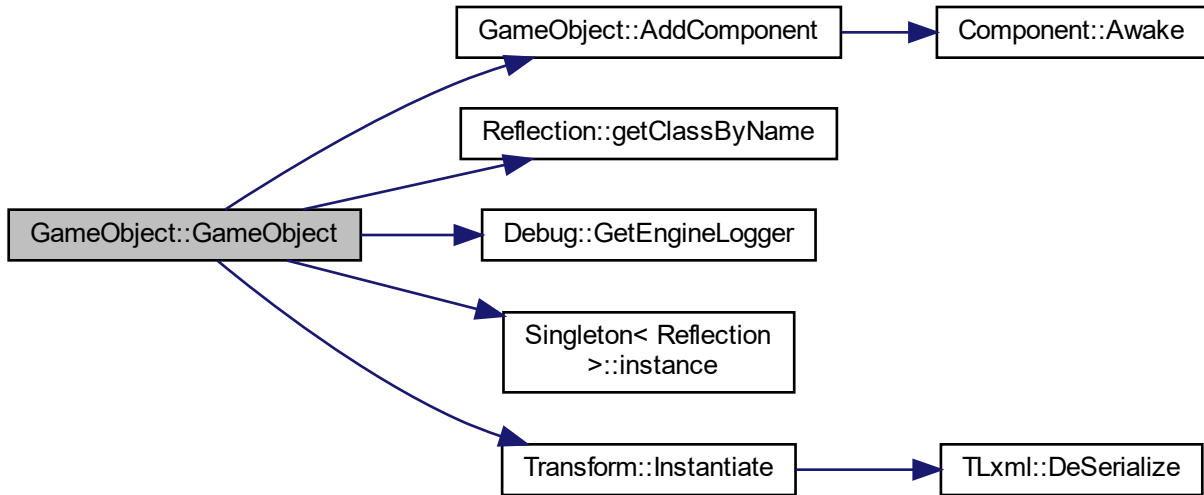 GameObject::AddComponent
Component::Awake
Reflection::getClassByName
GameObject::GameObject
Debug::GetEngineLogger
Singleton< Reflection
>::instance
Transform::Instantiate
TLxml::DeSerialize